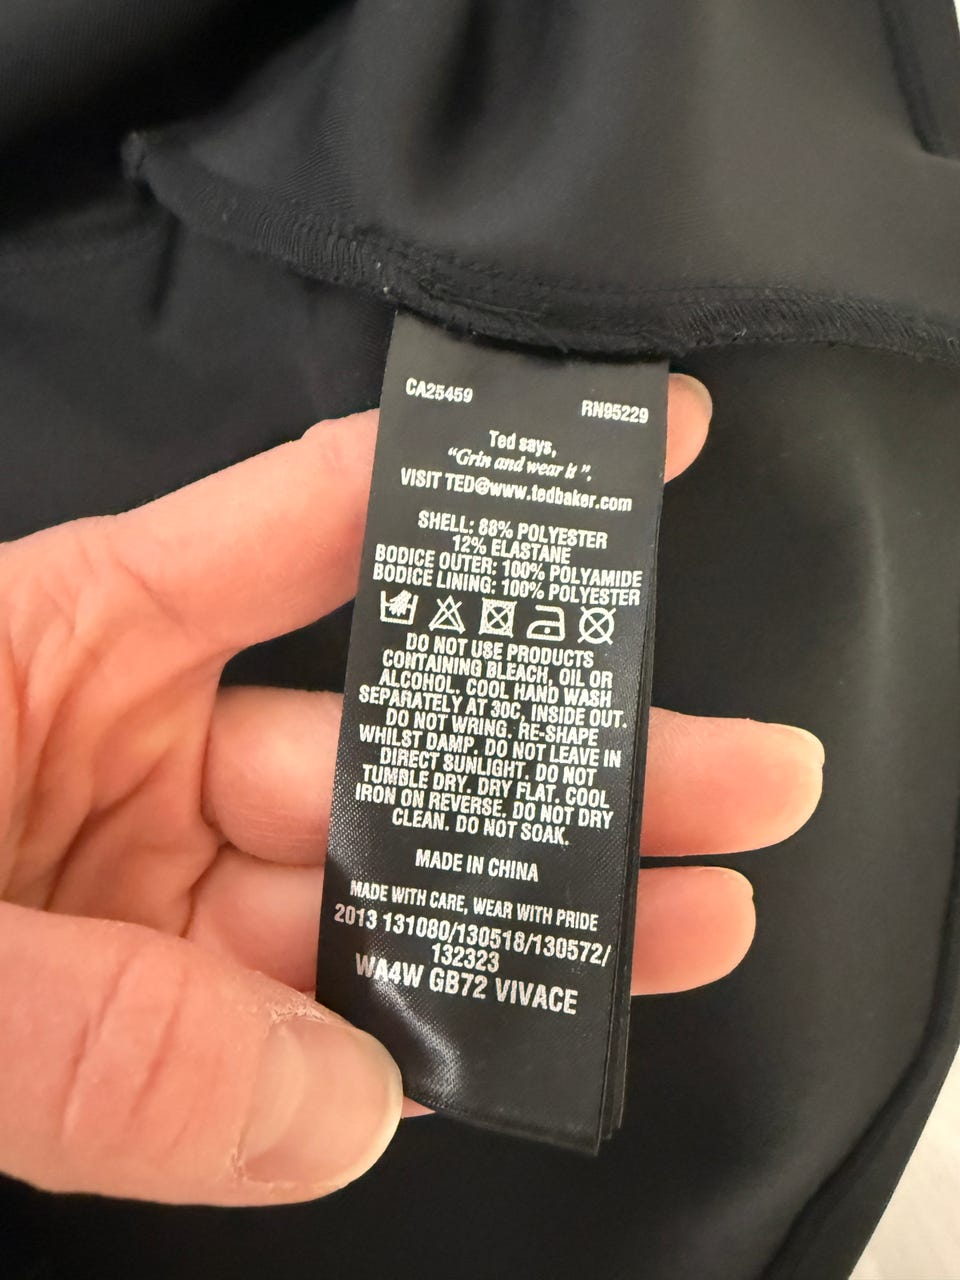 CA25459
RN95229
Ted says,
“Grin and wear it”.
VISIT TED@www.tedbaker.com
SHELL: 88% POLYESTER
12% ELASTANE
BODICE OUTER: 100% POLYAMIDE
BODICE LINING: 100% POLYESTER
DO NOT USE PRODUCTS
CONTAINING BLEACH, OIL OR
ALCOHOL. COOL HAND WASH
SEPARATELY AT 30C, INSIDE OUT.
DO NOT WRING. RE-SHAPE
WHILST DAMP. DO NOT LEAVE IN
DIRECT SUNLIGHT. DO NOT
TUMBLE DRY. DRY FLAT. COOL
IRON ON REVERSE. DO NOT DRY
CLEAN. DO NOT SOAK.
MADE IN CHINA
MADE WITH CARE, WEAR WITH PRIDE
2013 131080/130518/130572/
132323
WA4W GB72 VIVACE